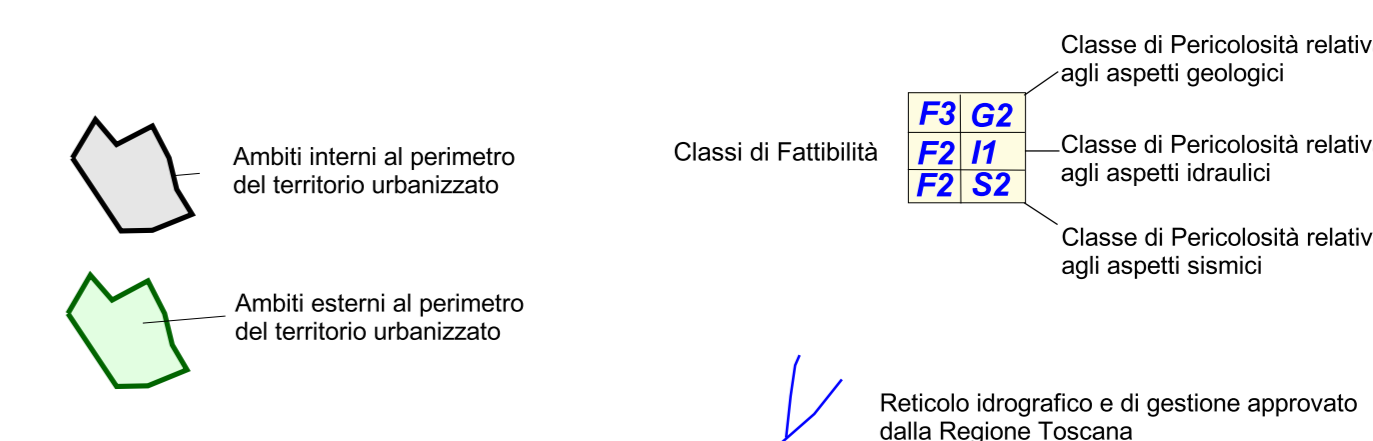 Ambiti interni al perimetro
del territorio urbanizzato
Ambiti esterni al perimetro
del territorio urbanizzato
Classi di Fattibilità
F3 G2
F2 I1
F2 S2
Classe di Pericolosità relativ
agli aspetti geologici
Classe di Pericolosità relativ
agli aspetti idraulici
Classe di Pericolosità relativ
agli aspetti sismici
Reticolo idrografico e di gestione approvato
dalla Regione Toscana